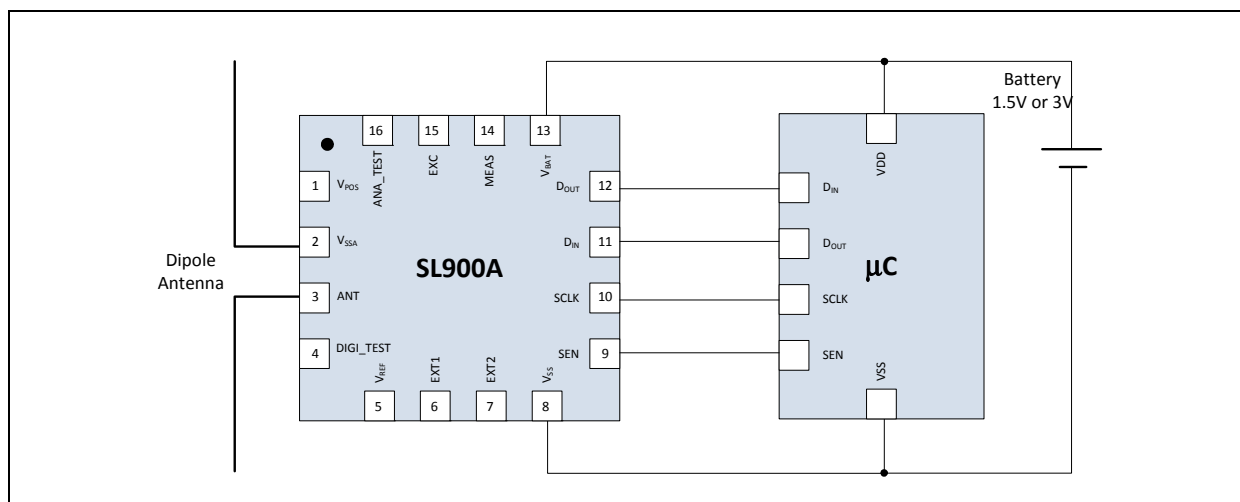 Battery
1.5V or 3V
16
15
14
13
ANA_TEST
EXC
MEAS
VBAT
VDD
1
VPOS
DOUT
12
DIN
2
VSSA
DIN
11
DOUT
Dipole
Antenna
SL900A
μC
3
ANT
SCLK
10
SCLK
4
DIGI_TEST
SEN
9
SEN
VREF
EXT1
EXT2
VSS
VSS
5
6
7
8